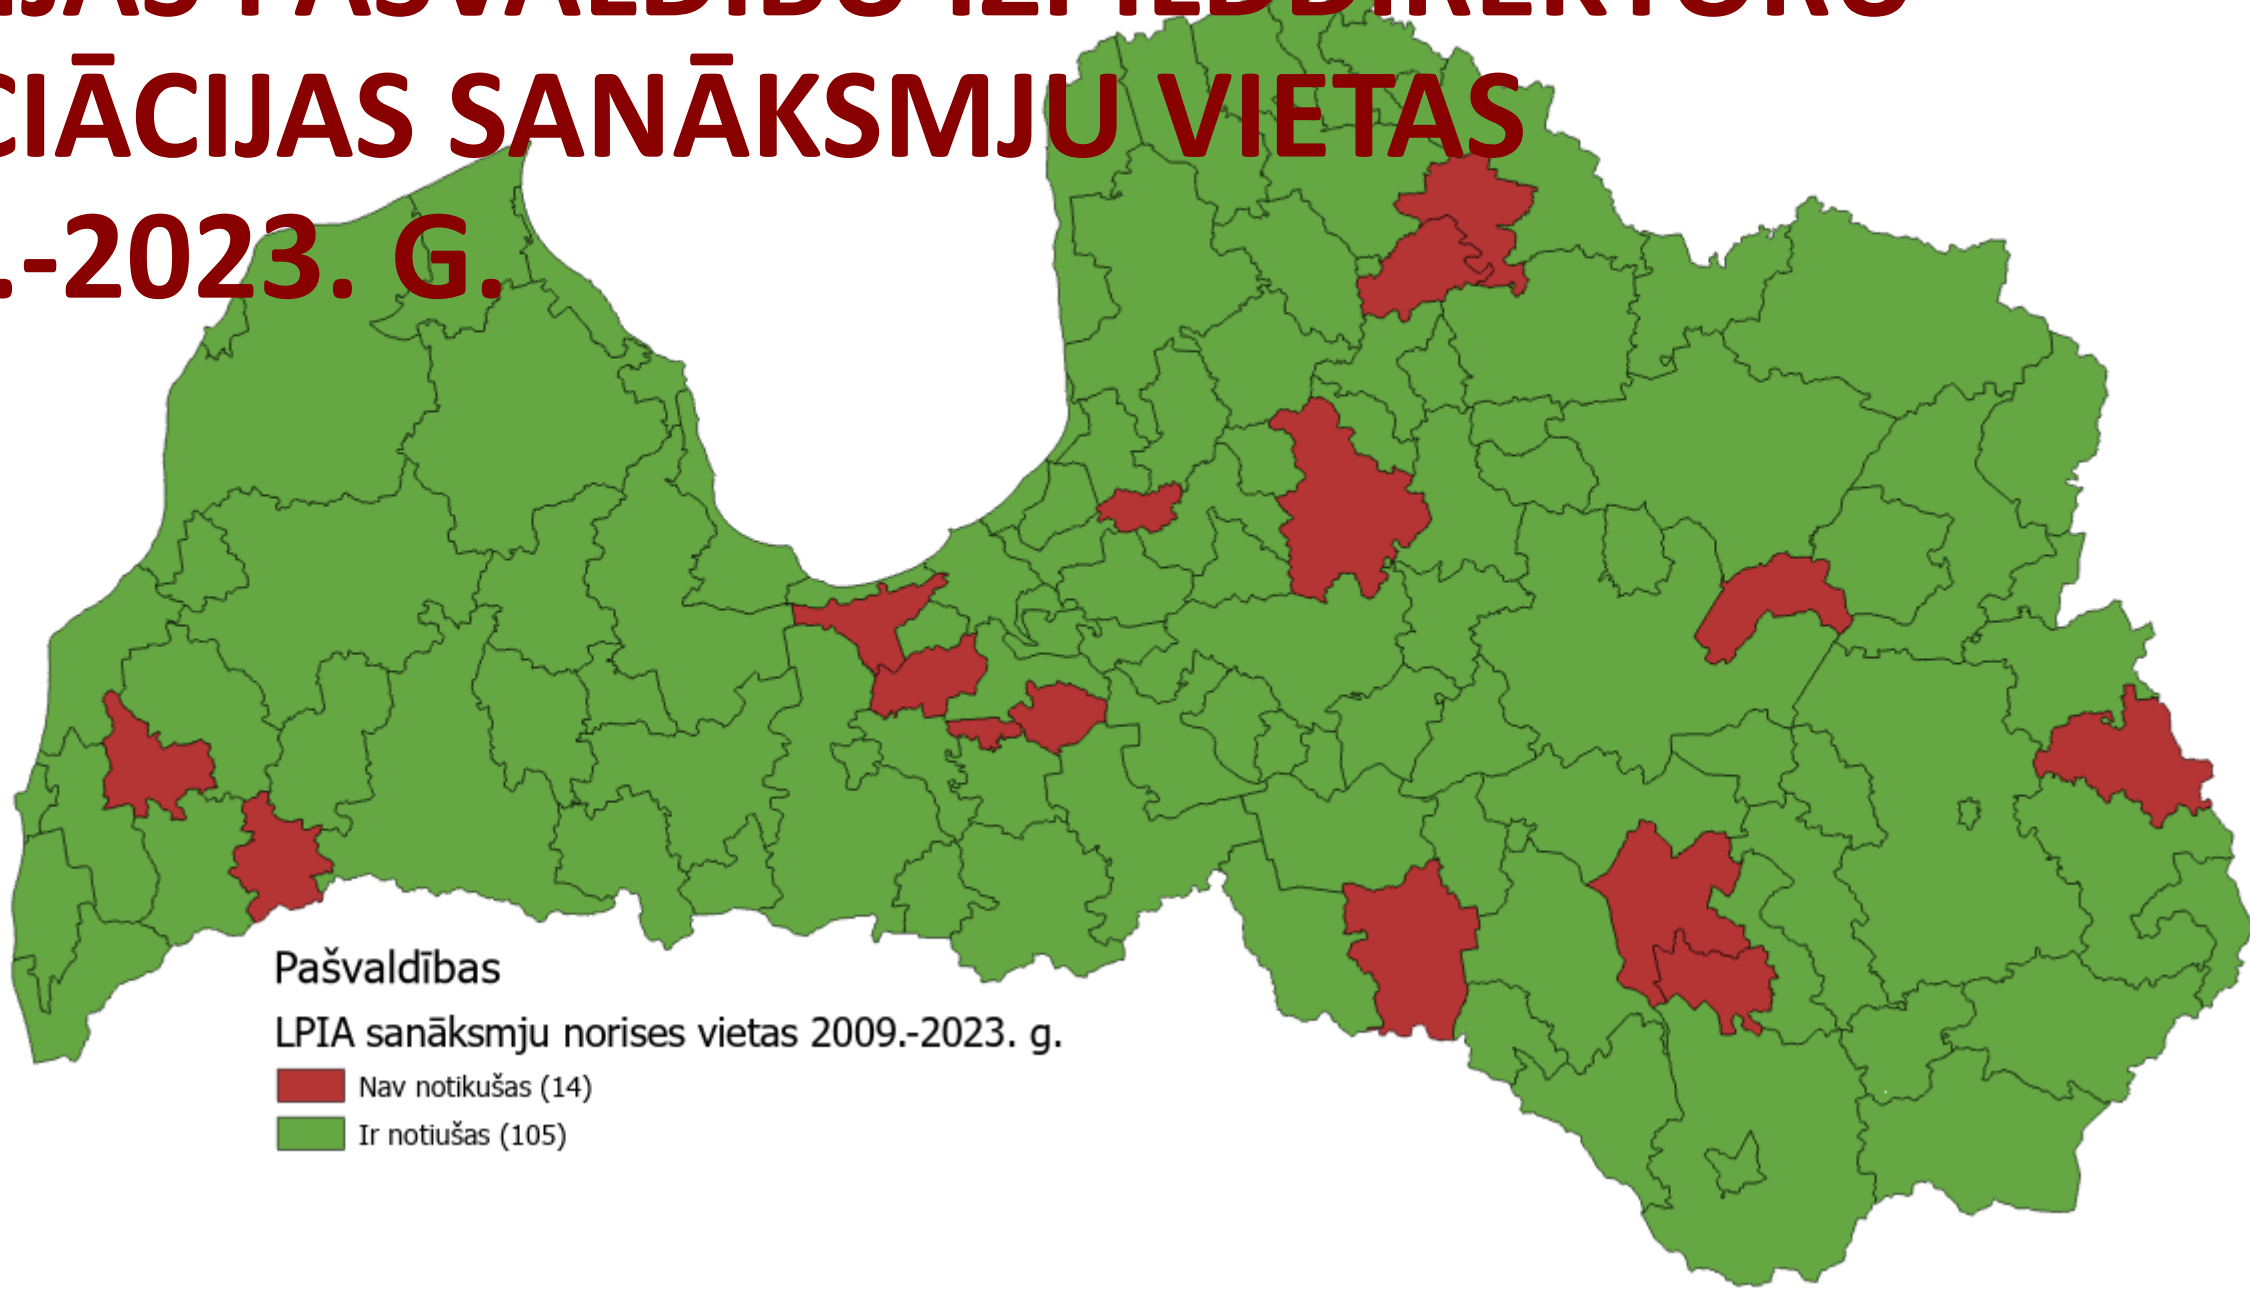 CIĀCIJAS SANĀKSMJU VIETAS
.-2023. G.
Pašvaldības
LPIA sanāksmju norises vietas 2009.-2023. g.
Nav notikušas (14)
Ir notiušas (105)